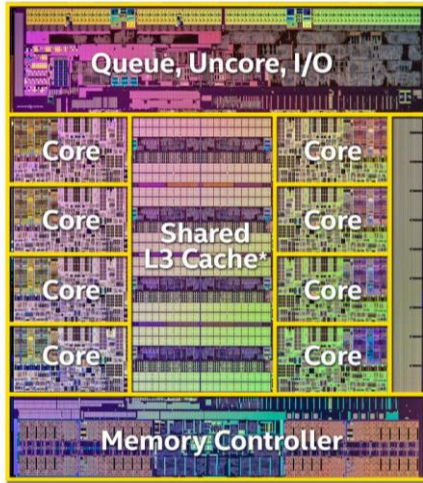 Queue, Uncore, I/O
Core
Core
Core
Core
Shared
L3 Cache*
Core
Core
Core
Core
Memory Controller